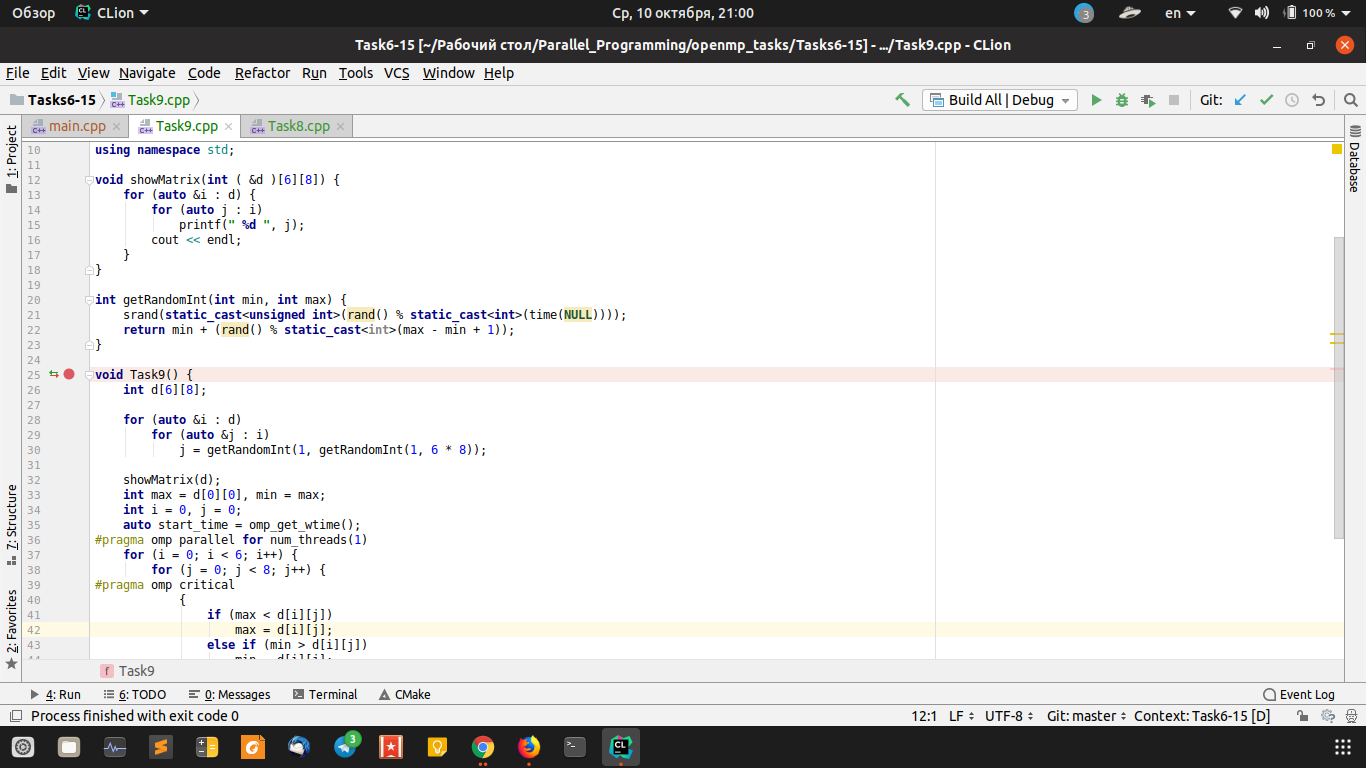 Обзор CLion Ср, 10 октября, 21:00 3 en 100 %
Task6-15 [~/Рабочий стол/Parallel_Programming/openmp_tasks/Tasks6-15] - .../Task9.cpp - CLion
File Edit View Navigate Code Refactor Run Tools VCS Window Help
Tasks6-15 Task9.cpp Build All | Debug Git:
main.cpp Task9.cpp Task8.cpp
1: Project
7: Structure
2: Favorites
Database
10 using namespace std;
11
12 void showMatrix(int ( &d )[6][8]) {
13 for (auto &i : d) {
14 for (auto j : i)
15 printf(" %d ", j);
16 cout << endl;
17 }
18 }
19
20 int getRandomInt(int min, int max) {
21 srand(static_cast<unsigned int>(rand() % static_cast<int>(time(NULL))));
22 return min + (rand() % static_cast<int>(max - min + 1));
23 }
24
25 void Task9() {
26 int d[6][8];
27
28 for (auto &i : d)
29 for (auto &j : i)
30 j = getRandomInt(1, getRandomInt(1, 6 * 8));
31
32 showMatrix(d);
33 int max = d[0][0], min = max;
34 int i = 0, j = 0;
35 auto start_time = omp_get_wtime();
36 #pragma omp parallel for num_threads(1)
37 for (i = 0; i < 6; i++) {
38 for (j = 0; j < 8; j++) {
39 #pragma omp critical
40 {
41 if (max < d[i][j])
42 max = d[i][j];
43 else if (min > d[i][j])
f Task9
4: Run 6: TODO 0: Messages Terminal CMake Event Log
Process finished with exit code 0 12:1 LF UTF-8 Git: master Context: Task6-15 [D]
3
CL